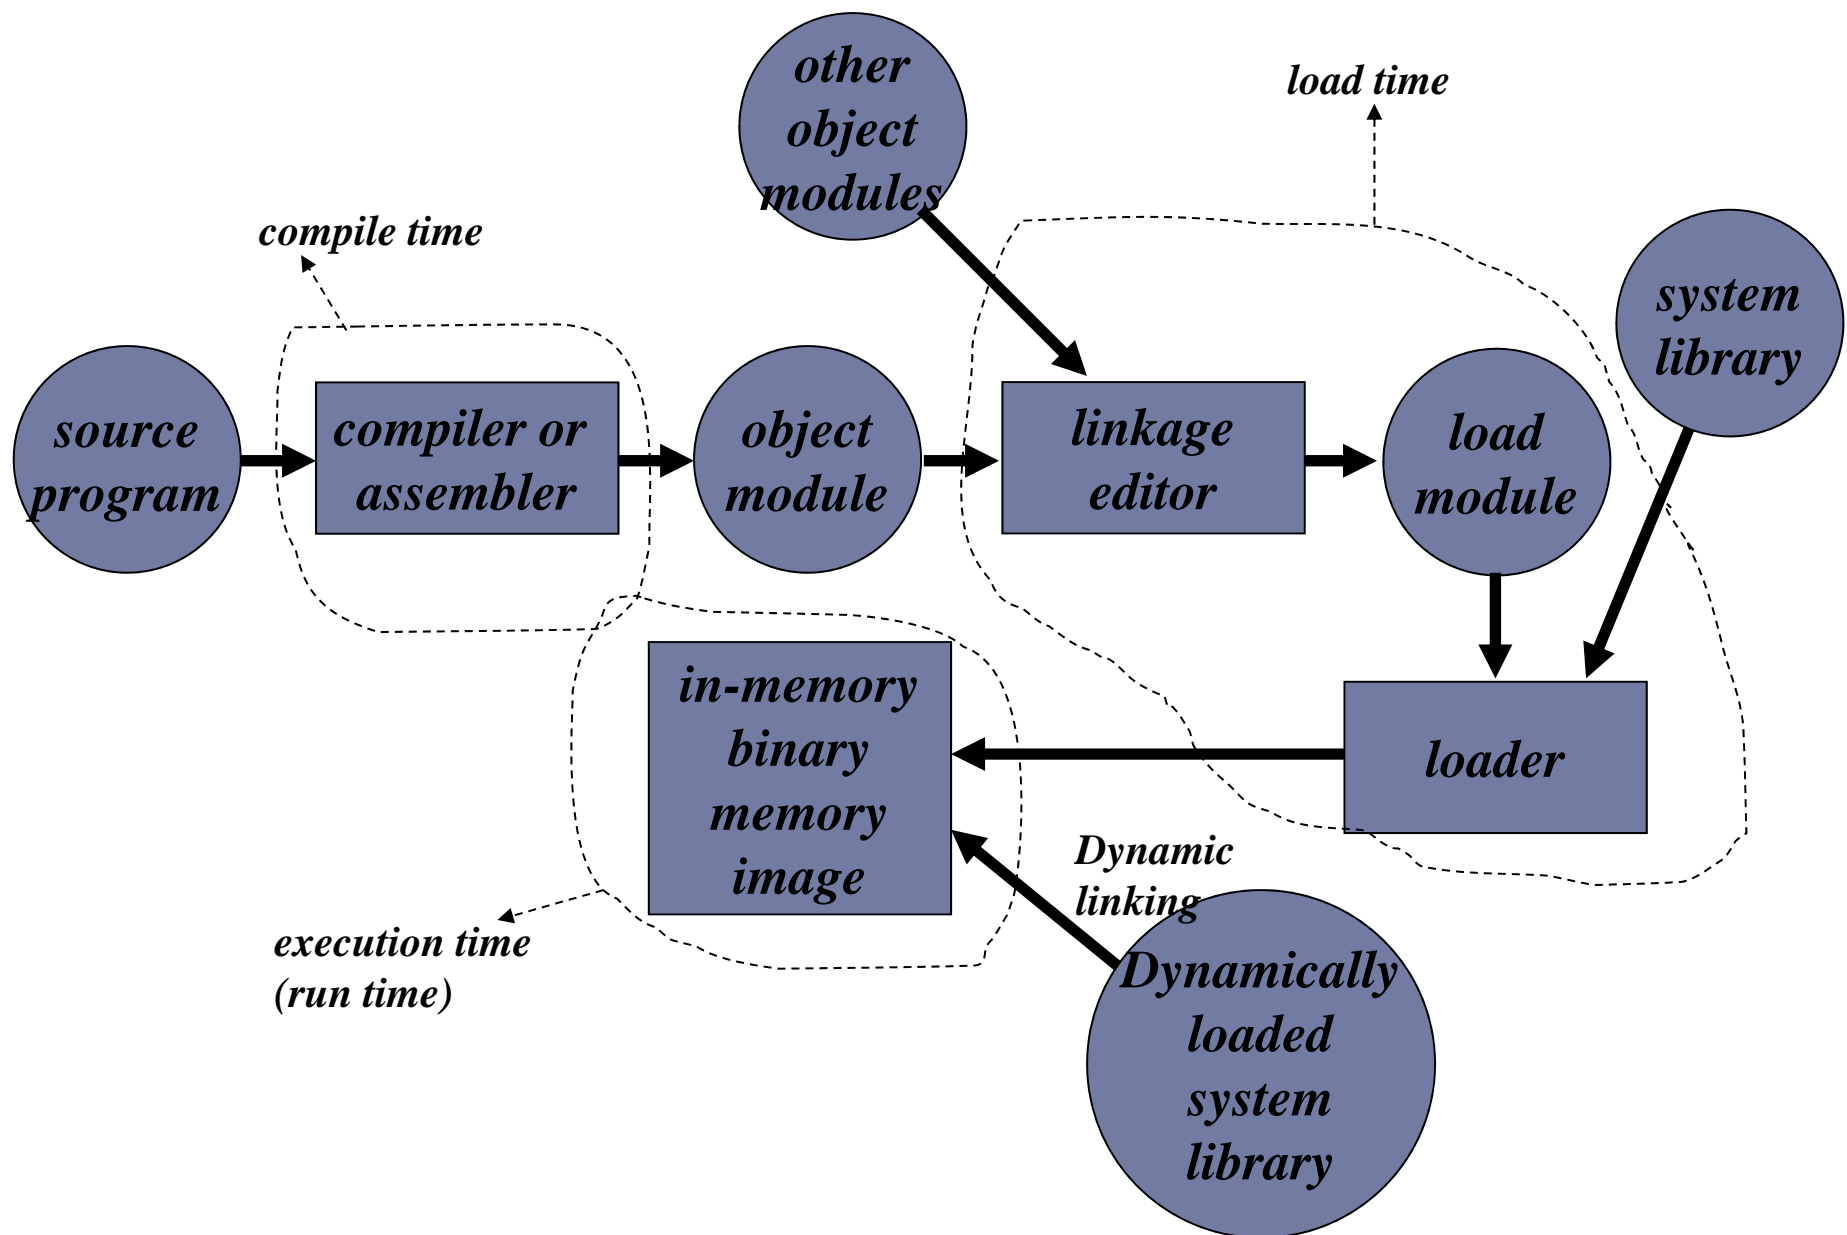 other
object
modules
load time
compile time
system
library
source
program
compiler or
assembler
object
module
linkage
editor
load
module
in-memory
binary
memory
image
loader
Dynamic
linking
execution time
(run time)
Dynamically
loaded
system
library